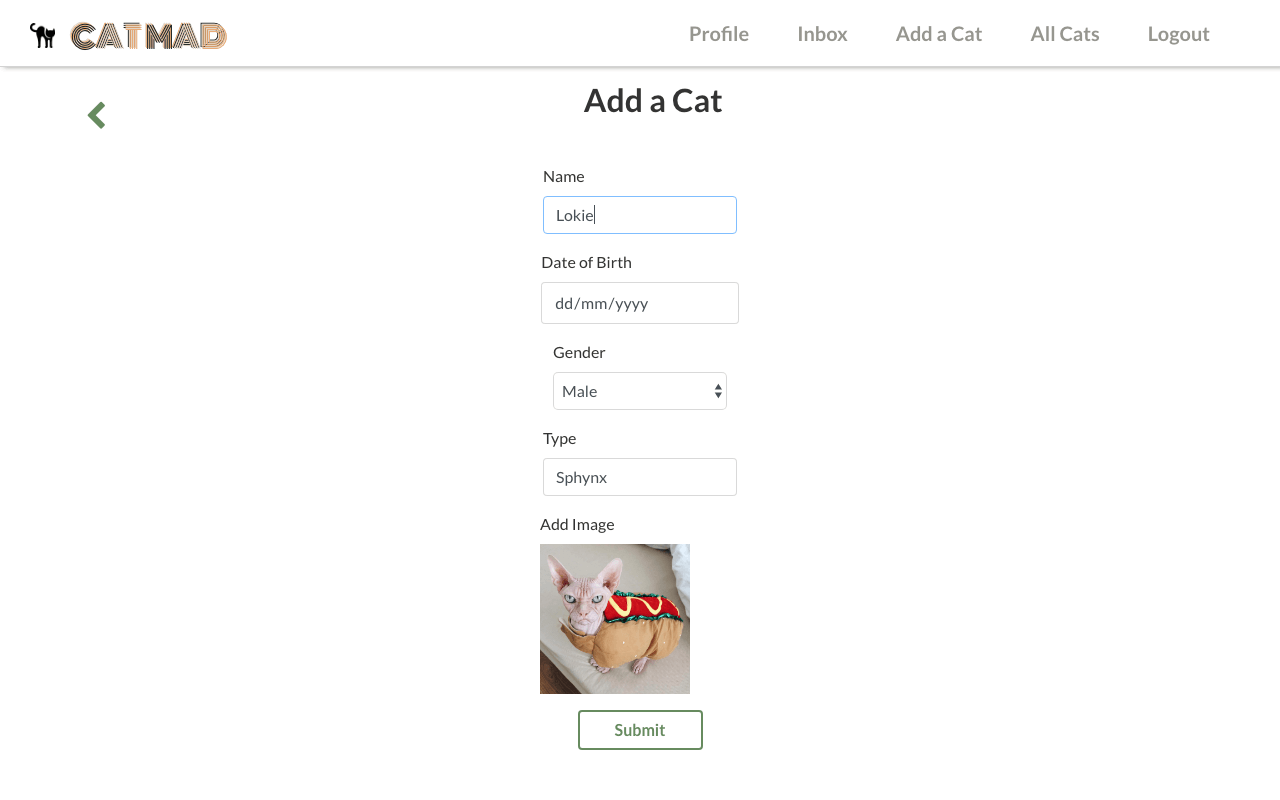 CATMAD
Profile Inbox Add a Cat All Cats Logout
Add a Cat
Name
Lokie
Date of Birth
dd/mm/yyyy
Gender
Male
Type
Sphynx
Add Image
Submit